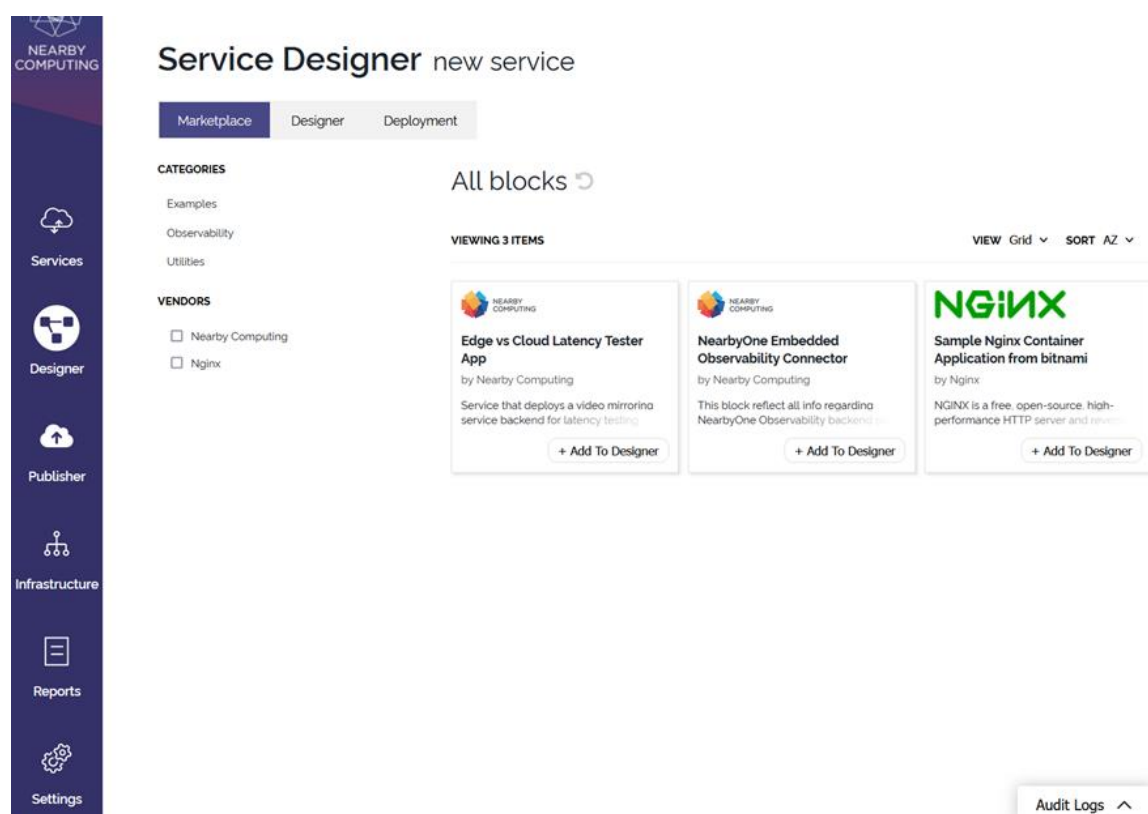 NEARBY
COMPUTING
Services
Designer
Publisher
Infrastructure
Reports
Settings
Service Designer new service
Marketplace Designer Deployment
CATEGORIES
Examples
Observability
Utilities
VENDORS
Nearby Computing
Nginx
All blocks
VIEWING 3 ITEMS
VIEW Grid SORT AZ
NEARBY
COMPUTING
Edge vs Cloud Latency Tester
App
by Nearby Computing
Service that deploys a video mirroring
service backend for latency testing
+ Add To Designer
NEARBY
COMPUTING
NearbyOne Embedded
Observability Connector
by Nearby Computing
This block reflect all info regarding
NearbyOne Observability backend
+ Add To Designer
NGINX
Sample Nginx Container
Application from bitnami
by Nginx
NGINX is a free, open-source, high-
performance HTTP server and
+ Add To Designer
Audit Logs